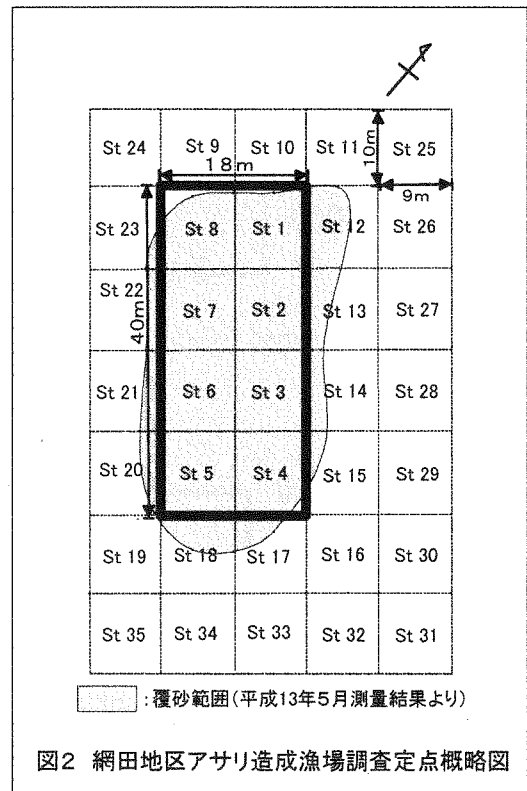 St 24 St 9 St 10 St 11 St 25
10m
18m
9m
St 23 St 8 St 1 St 12 St 26
St 22 St 7 St 2 St 13 St 27
40m
St 21 St 6 St 3 St 14 St 28
St 20 St 5 St 4 St 15 St 29
St 19 St 18 St 17 St 16 St 30
St 35 St 34 St 33 St 32 St 31
:覆砂範囲(平成13年5月測量結果より)
図2 網田地区アサリ造成漁場調査定点概略図